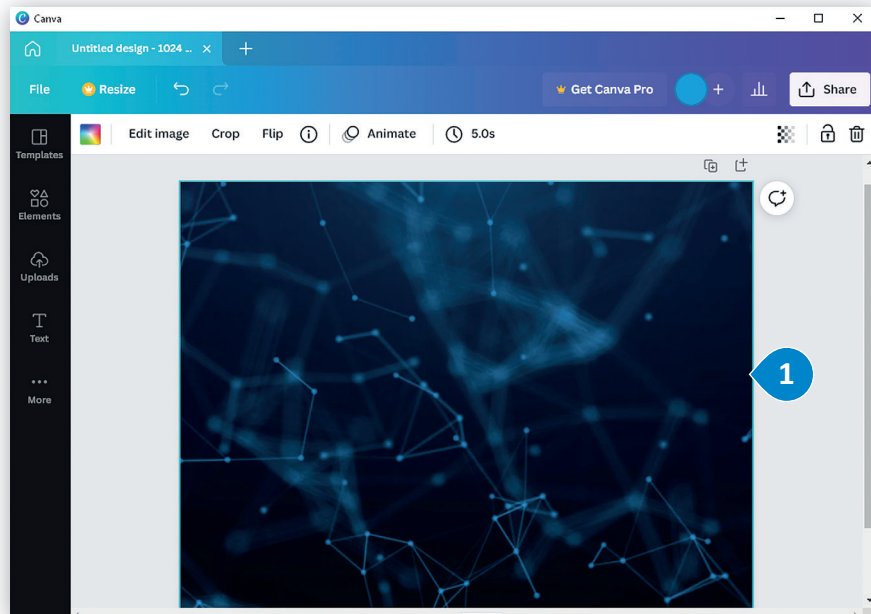 Canva
Untitled design - 1024 ...
File
Resize
Get Canva Pro
Share
Edit image
Crop
Flip
Animate
5.0s
Templates
Elements
Uploads
Text
More
1